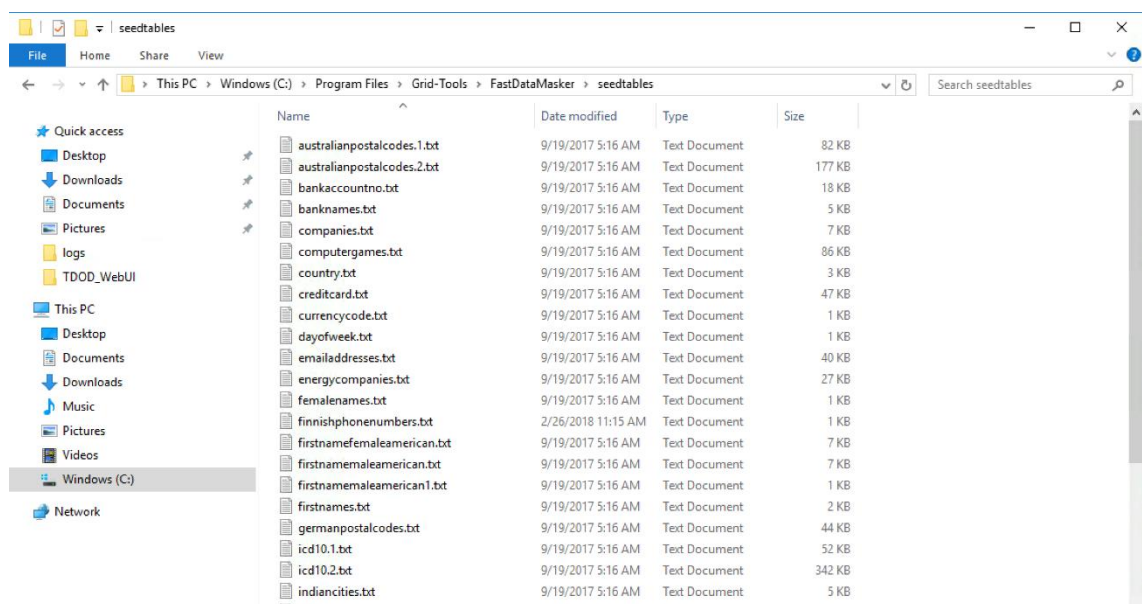 seedtables
File Home Share View
This PC > Windows (C:) > Program Files > Grid-Tools > FastDataMasker > seedtables
Search seedtables
Quick access
Desktop
Downloads
Documents
Pictures
logs
TDOD_WebUI
This PC
Desktop
Documents
Downloads
Music
Pictures
Videos
Windows (C:)
Network
Name Date modified Type Size
australianpostalcodes.1.txt 9/19/2017 5:16 AM Text Document 82 KB
australianpostalcodes.2.txt 9/19/2017 5:16 AM Text Document 177 KB
bankaccountno.txt 9/19/2017 5:16 AM Text Document 18 KB
banknames.txt 9/19/2017 5:16 AM Text Document 5 KB
companies.txt 9/19/2017 5:16 AM Text Document 7 KB
computergames.txt 9/19/2017 5:16 AM Text Document 86 KB
country.txt 9/19/2017 5:16 AM Text Document 3 KB
creditcard.txt 9/19/2017 5:16 AM Text Document 47 KB
currencycode.txt 9/19/2017 5:16 AM Text Document 1 KB
dayofweek.txt 9/19/2017 5:16 AM Text Document 1 KB
emailaddresses.txt 9/19/2017 5:16 AM Text Document 40 KB
energycompanies.txt 9/19/2017 5:16 AM Text Document 27 KB
femalenames.txt 9/19/2017 5:16 AM Text Document 1 KB
finnishphonenumbers.txt 2/26/2018 11:15 AM Text Document 1 KB
firstnamefemaleamerican.txt 9/19/2017 5:16 AM Text Document 7 KB
firstnamemaleamerican.txt 9/19/2017 5:16 AM Text Document 7 KB
firstnamemaleamerican1.txt 9/19/2017 5:16 AM Text Document 1 KB
firstnames.txt 9/19/2017 5:16 AM Text Document 2 KB
germanpostalcodes.txt 9/19/2017 5:16 AM Text Document 44 KB
icd10.1.txt 9/19/2017 5:16 AM Text Document 52 KB
icd10.2.txt 9/19/2017 5:16 AM Text Document 342 KB
indiancities.txt 9/19/2017 5:16 AM Text Document 5 KB